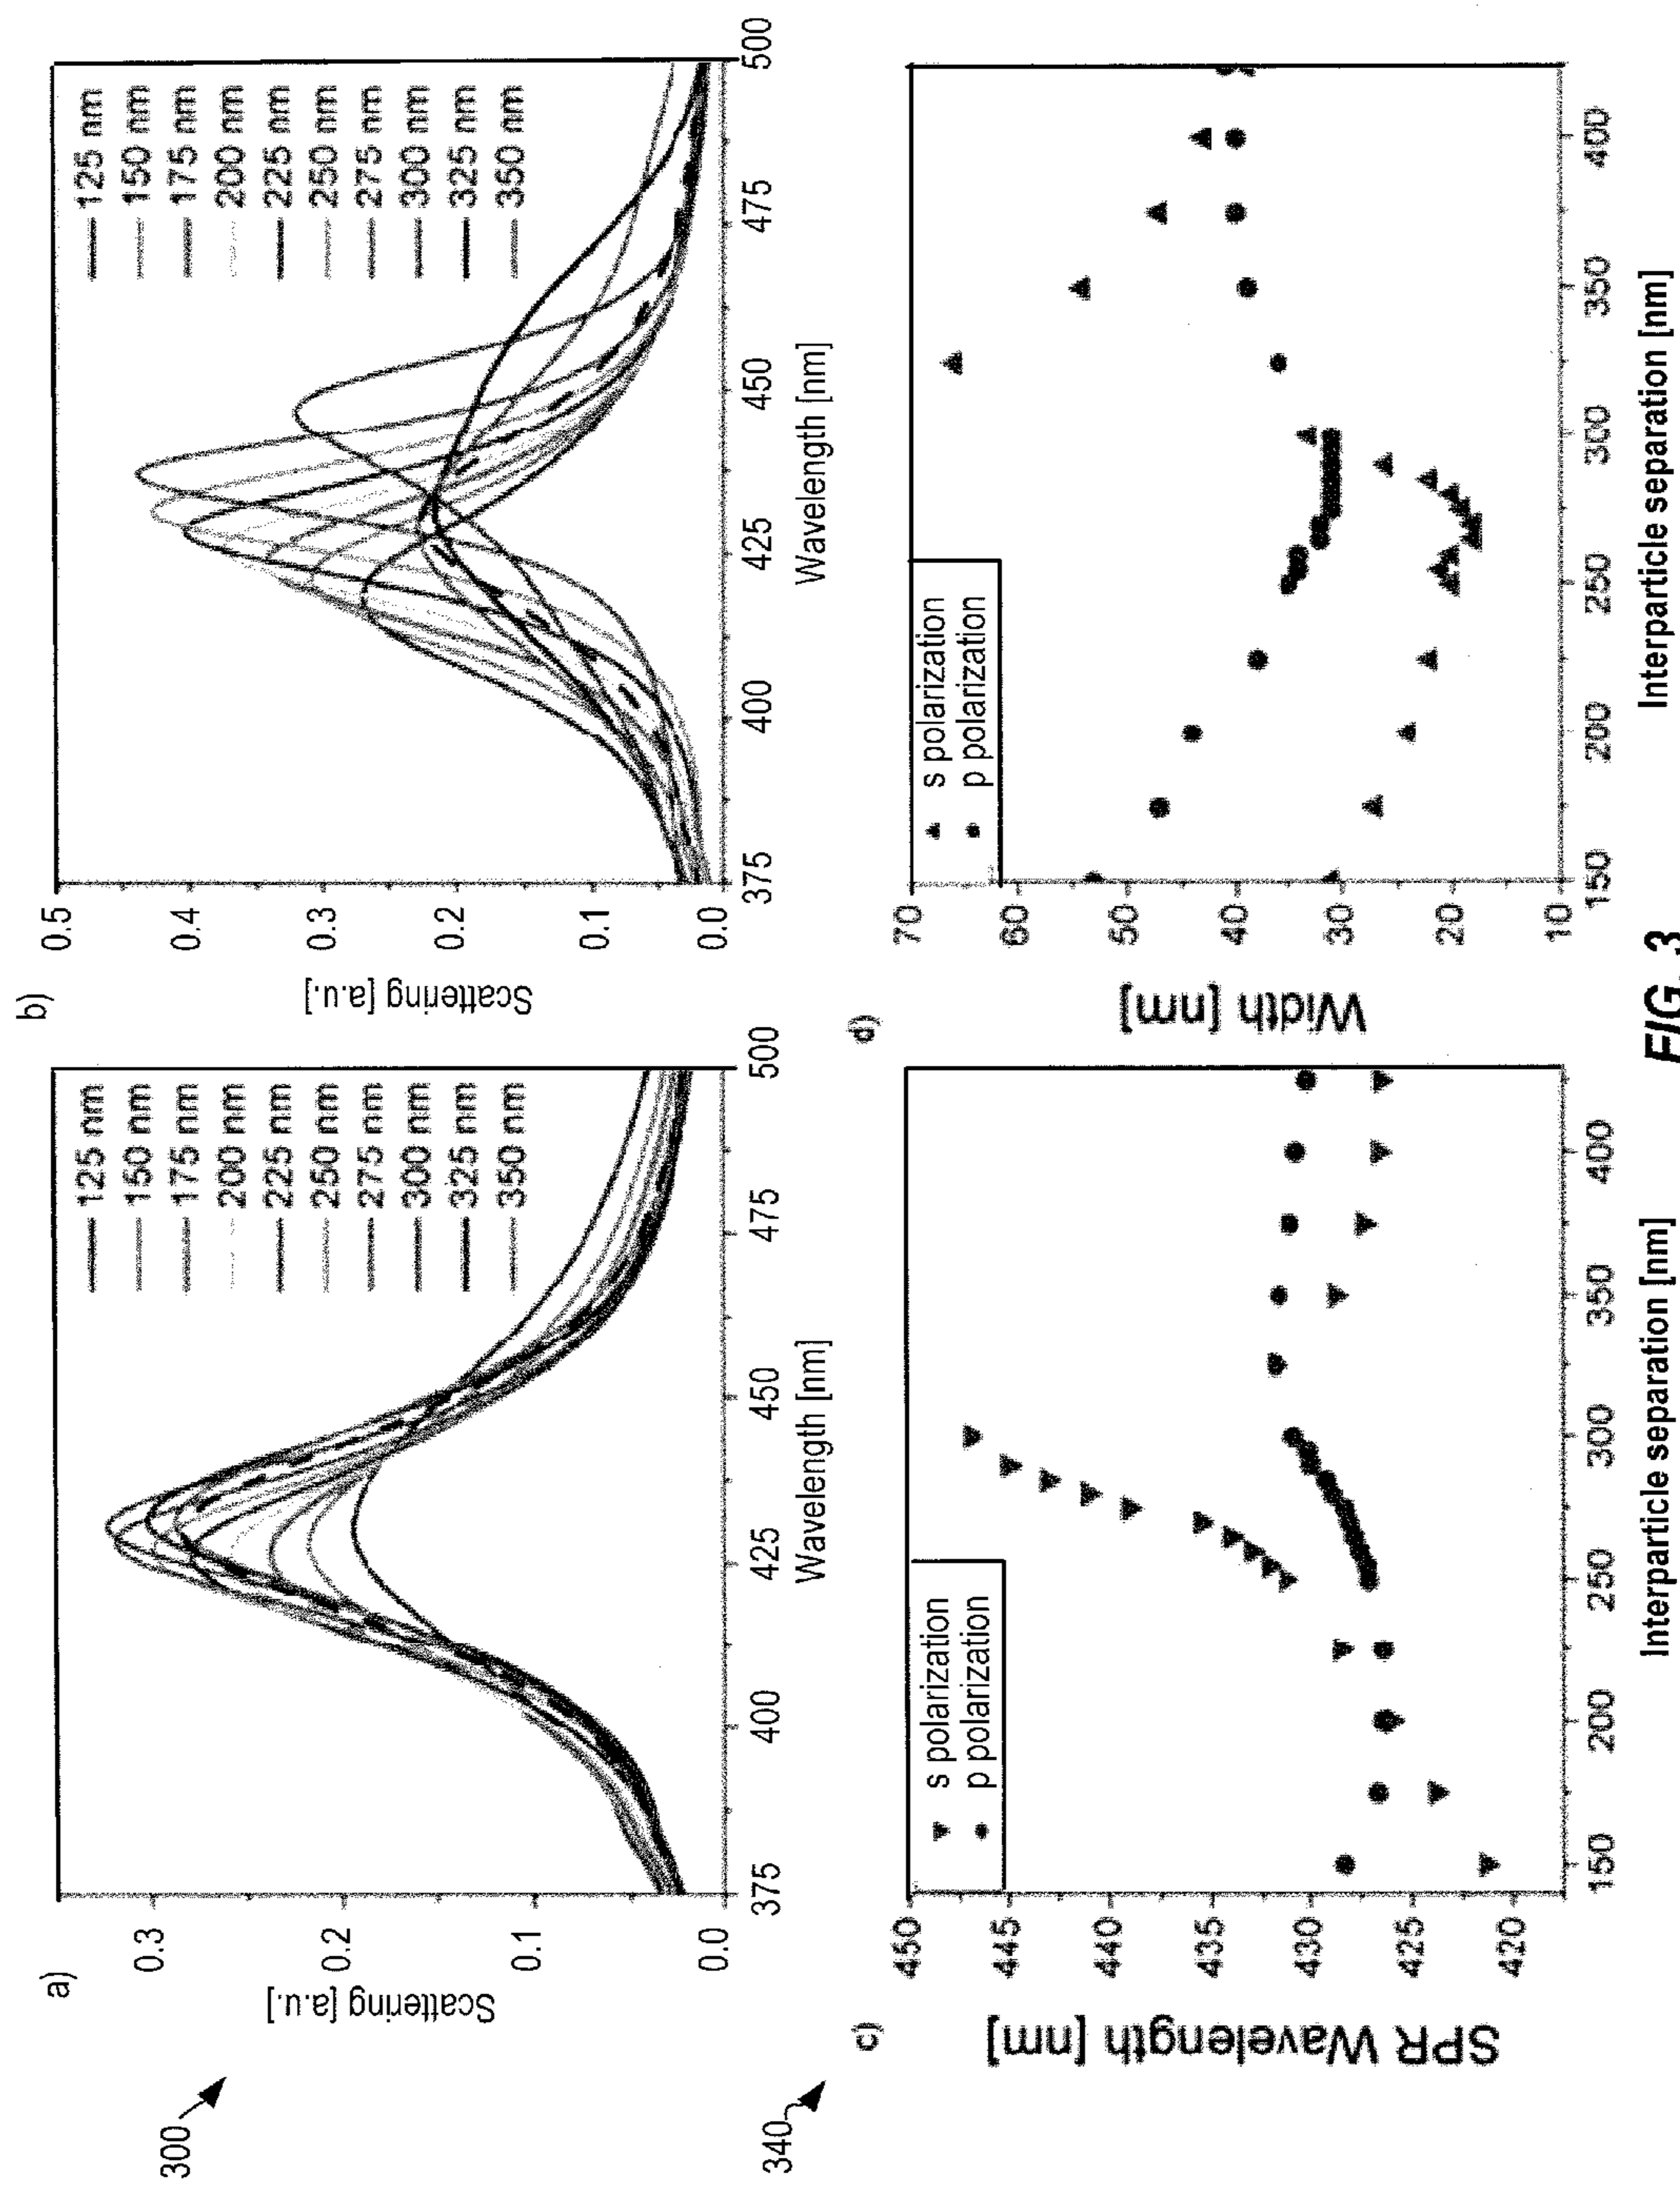 300
a)
Scattering [a.u.]
0.3
0.2
0.1
0.0
125 nm
150 nm
175 nm
200 nm
225 nm
250 nm
275 nm
300 nm
325 nm
350 nm
375 400 425 450 475 500
Wavelength [nm]
b)
Scattering [a.u.]
0.5
0.4
0.3
0.2
0.1
0.0
125 nm
150 nm
175 nm
200 nm
225 nm
250 nm
275 nm
300 nm
325 nm
350 nm
375 400 425 450 475 500
Wavelength [nm]
340
c)
SPR Wavelength [nm]
450
445
440
435
430
425
420
s polarization
p polarization
150 200 250 300 350 400
Interparticle separation [nm]
d)
Width [nm]
70
60
50
40
30
20
10
s polarization
p polarization
150 200 250 300 350 400
Interparticle separation [nm]
FIG. 3